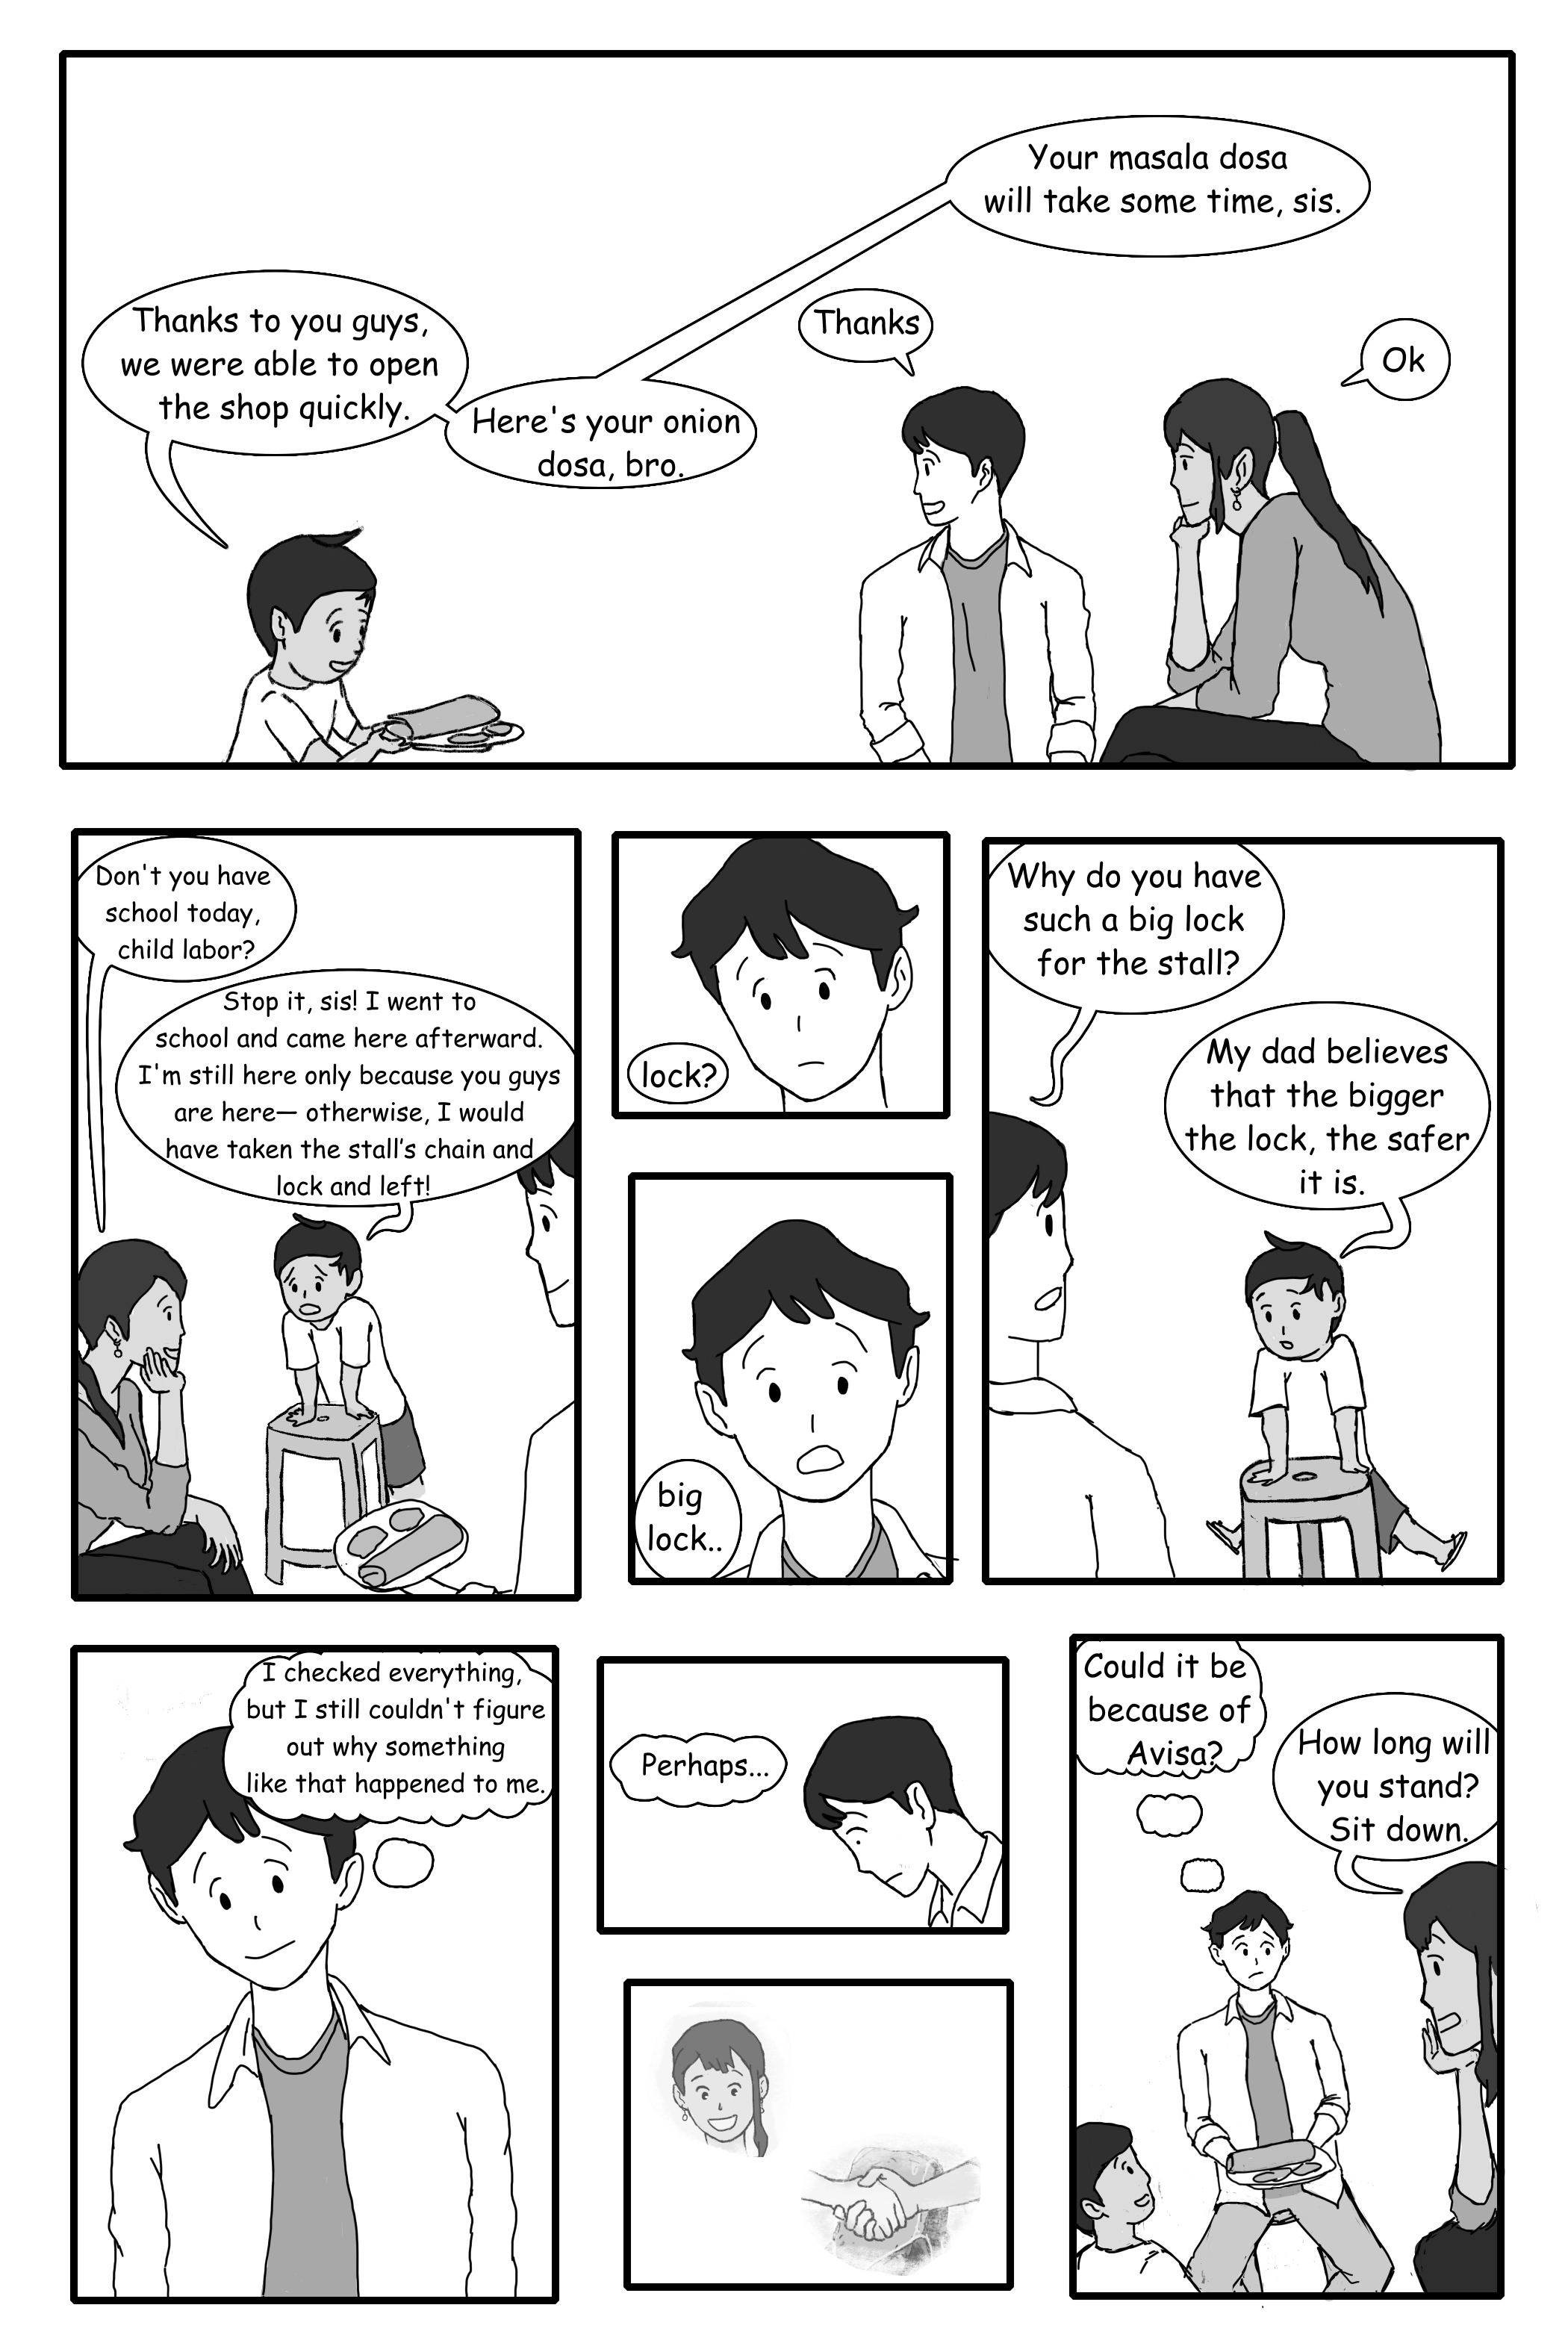 Thanks to you guys,
we were able to open
the shop quickly.
Here's your onion
dosa, bro.
Your masala dosa
will take some time, sis.
Thanks
Ok
Don't you have
school today,
child labor?
Stop it, sis! I went to
school and came here afterward.
I'm still here only because you guys
are here— otherwise, I would
have taken the stall’s chain and
lock and left!
lock?
big
lock..
Why do you have
such a big lock
for the stall?
My dad believes
that the bigger
the lock, the safer
it is.
I checked everything,
but I still couldn't figure
out why something
like that happened to me.
Perhaps...
Could it be
because of
Avisa?
How long will
you stand?
Sit down.